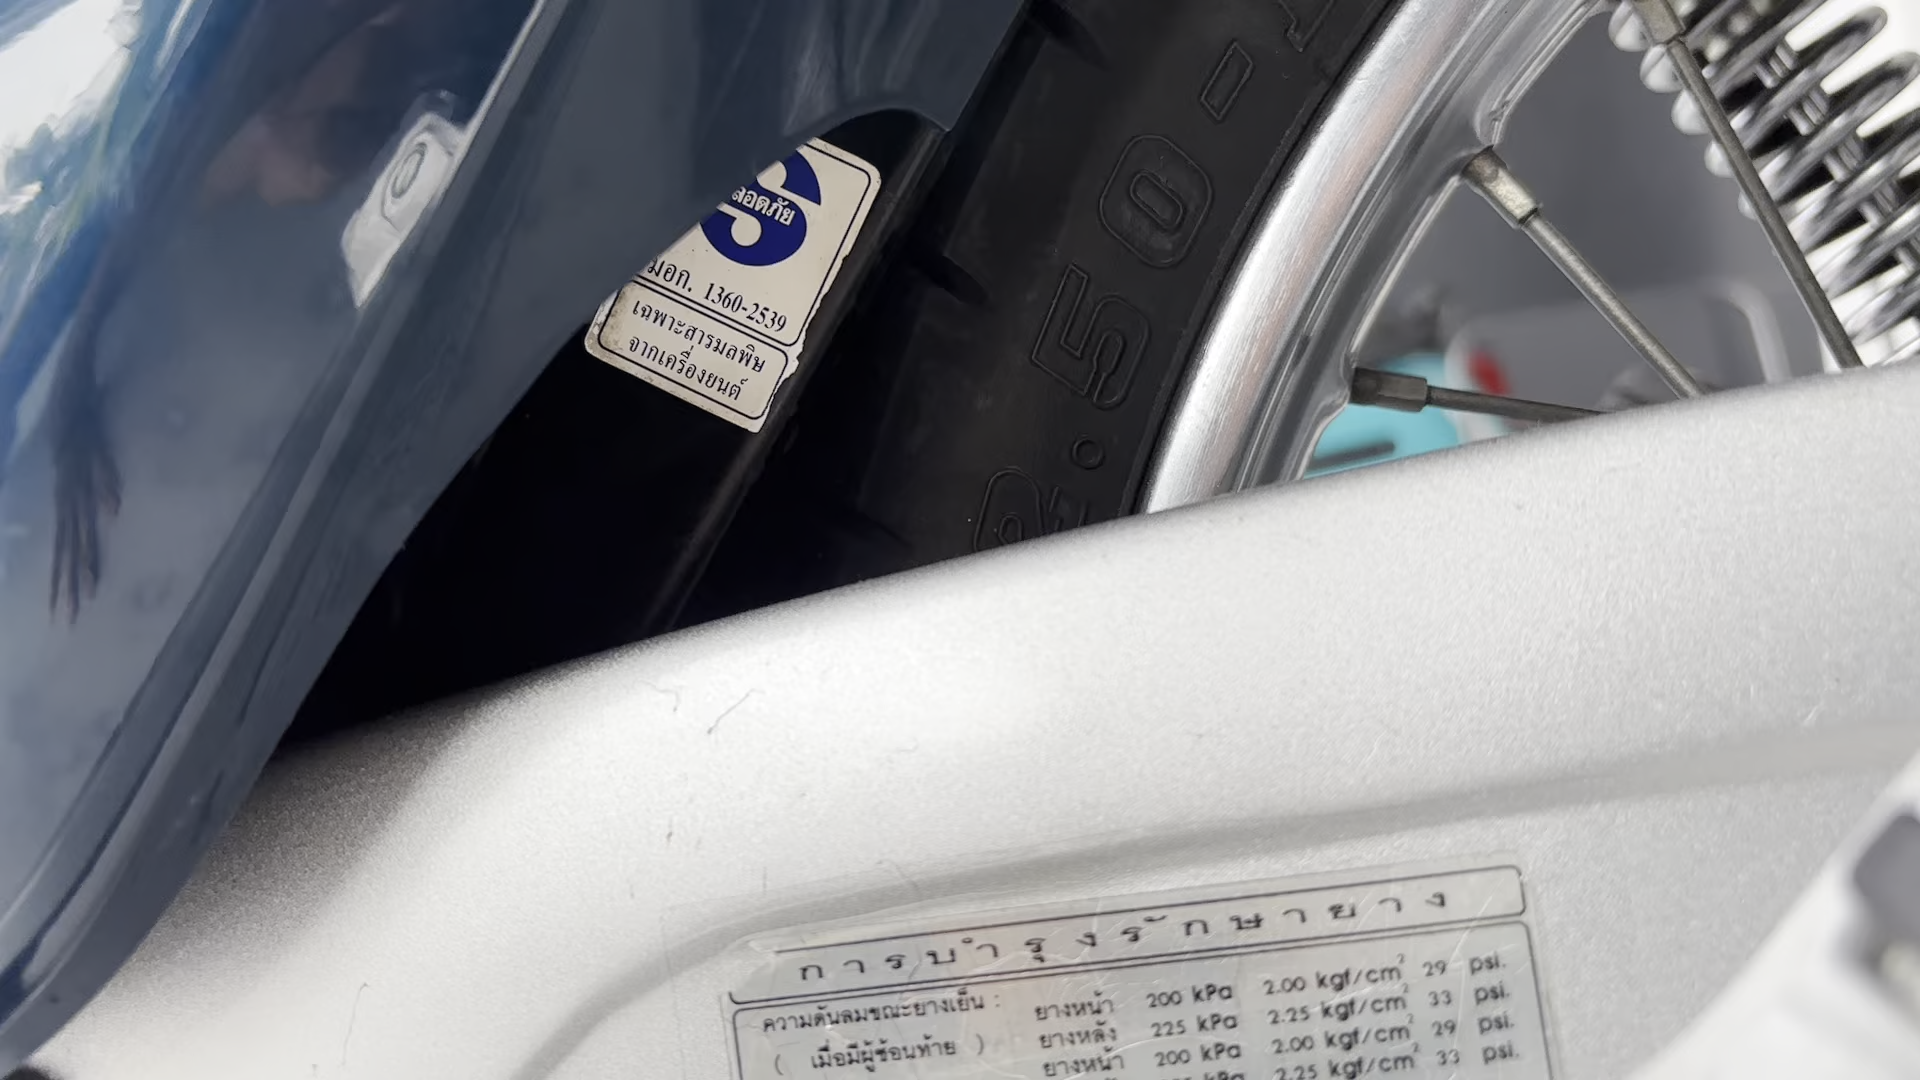 ลอดภัย
มอก. 1360-2539
เฉพาะสารมลพิษ
จากเครื่องยนต์
2.50-
การบำรุงรักษายาง
ความดันลมขณะยางเย็น : ยางหน้า 200 kPa 2.00 kgf/cm² 29 psi.
ยางหลัง 225 kPa 2.25 kgf/cm² 33 psi.
( เมื่อมีผู้ซ้อนท้าย ) ยางหน้า 200 kPa 2.00 kgf/cm² 29 psi.
kPa 2.25 kgf/cm² 33 psi.